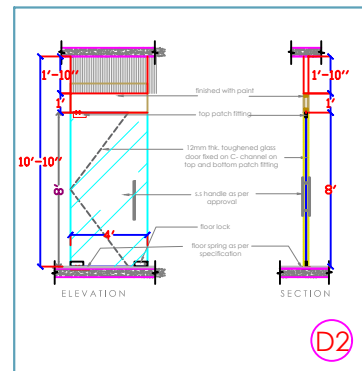 1'-10"
1'-10"
finished with paint
1'
1'
top patch fitting
12mm thk. toughened glass
door fixed on C- channel on
top and bottom patch fitting
10'-10"
8'
8'
s.s handle as per
approval
4'
floor lock
floor spring as per
specification
ELEVATION
SECTION
D2